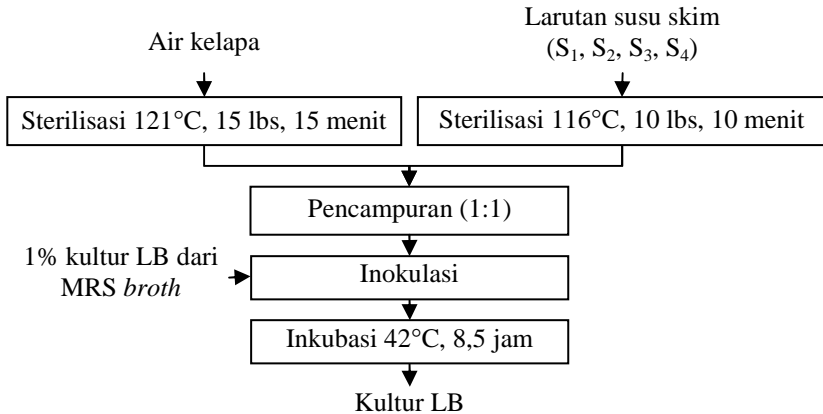 Air kelapa
Larutan susu skim
(S₁, S₂, S₃, S₄)
Sterilisasi 121°C, 15 lbs, 15 menit
Sterilisasi 116°C, 10 lbs, 10 menit
Pencampuran (1:1)
1% kultur LB dari
MRS broth
Inokulasi
Inkubasi 42°C, 8,5 jam
Kultur LB